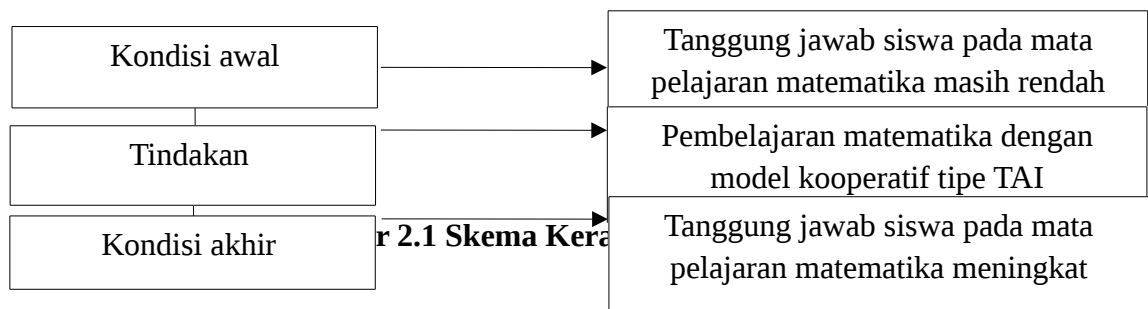 Kondisi awal
Tanggung jawab siswa pada mata
pelajaran matematika masih rendah
Tindakan
Pembelajaran matematika dengan
model kooperatif tipe TAI
Kondisi akhir
r 2.1 Skema Kera
Tanggung jawab siswa pada mata
pelajaran matematika meningkat